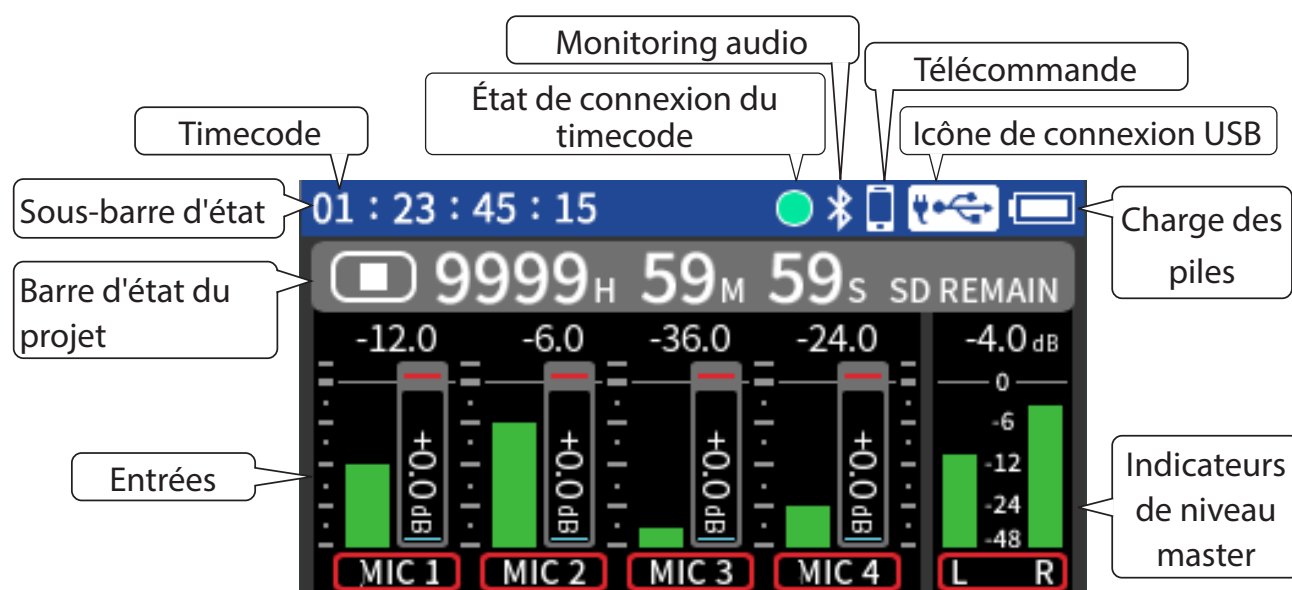 Monitoring audio
Télécommande
État de connexion du
timecode
Timecode
Icône de connexion USB
Sous-barre d'état
01 : 23 : 45 : 15
Charge des
piles
Barre d'état du
projet
9999H 59M 59S SD REMAIN
-12.0 -6.0 -36.0 -24.0 -4.0 dB
0
-6
-12
-24
-48
+0.0dB +0.0dB +0.0dB +0.0dB
Entrées
Indicateurs
de niveau
master
MIC 1 MIC 2 MIC 3 MIC 4 L R